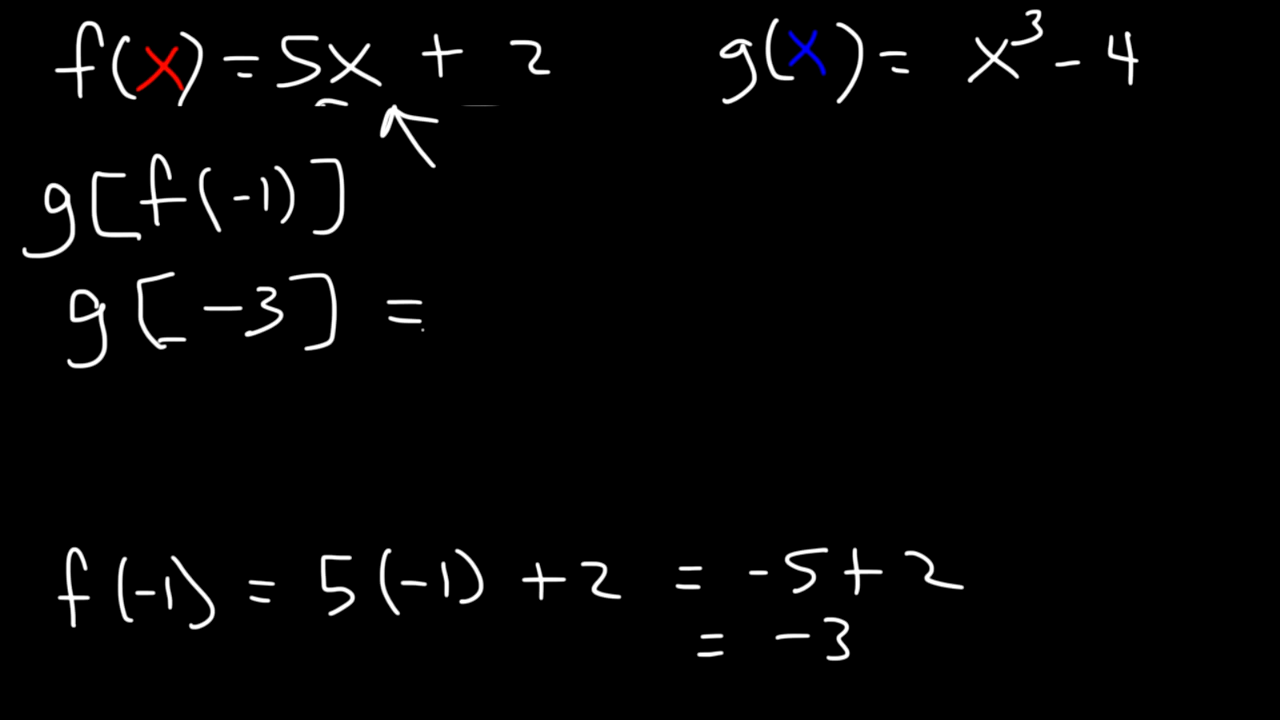 f(x) = 5x + 2
g(x) = x³ - 4
g[f(-1)]
g[-3] =
f(-1) = 5(-1) + 2 = -5 + 2
= -3